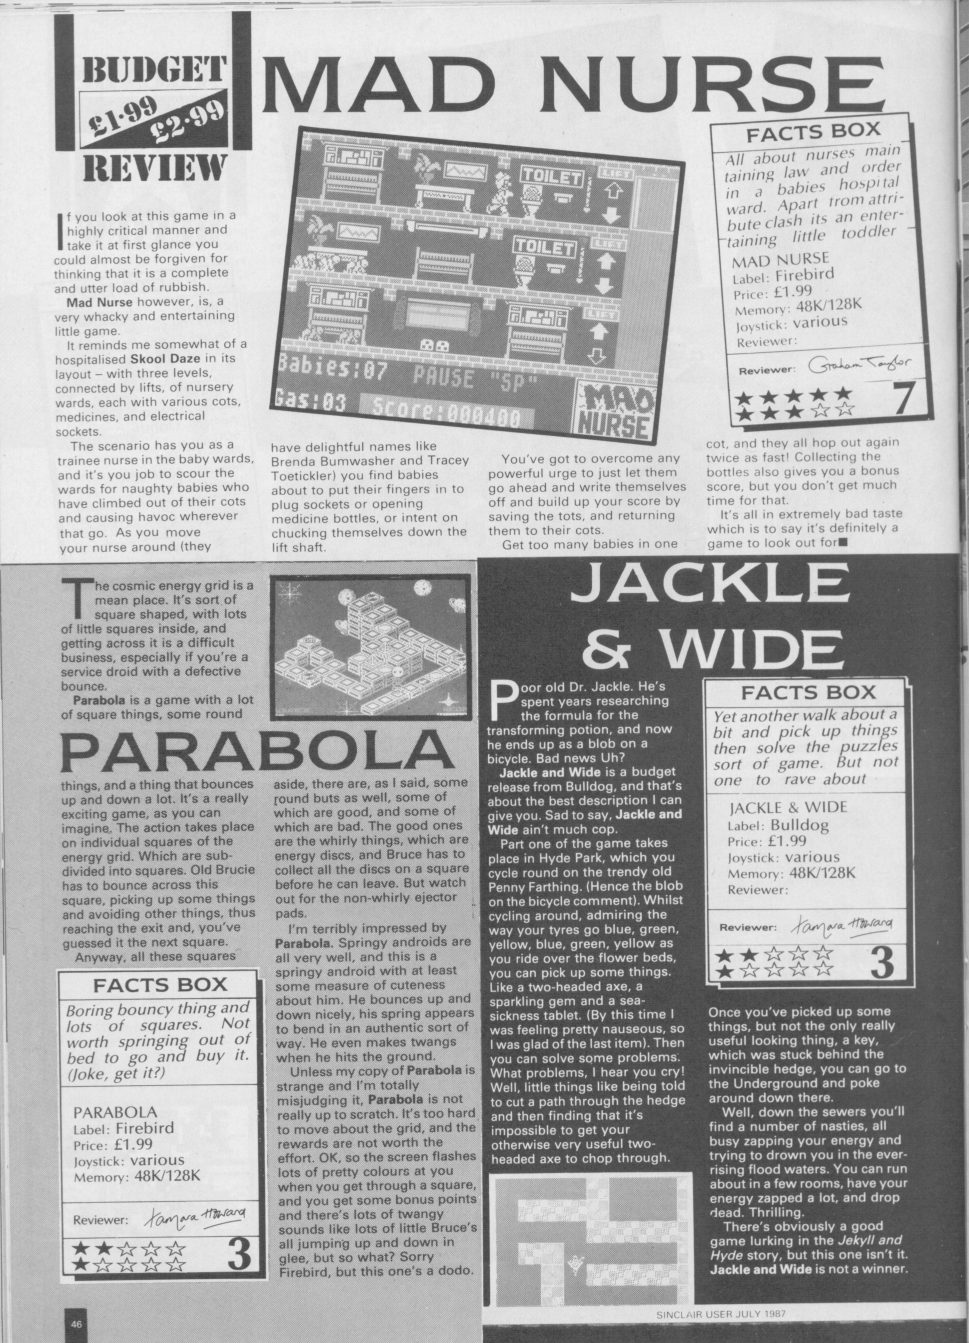 BUDGET
£1·99
£2·99
REVIEW
MAD NURSE
If you look at this game in a
highly critical manner and
take it at first glance you
could almost be forgiven for
thinking that it is a complete
and utter load of rubbish.
Mad Nurse however, is, a
very whacky and entertaining
little game.
It reminds me somewhat of a
hospitalised Skool Daze in its
layout – with three levels,
connected by lifts, of nursery
wards, each with various cots,
medicines, and electrical
sockets.
The scenario has you as a
trainee nurse in the baby wards,
and it's you job to scour the
wards for naughty babies who
have climbed out of their cots
and causing havoc wherever
that go. As you move
your nurse around (they
TOILET
LIFT
TOILET
LIFT
LIFT
Babies:07 PAUSE "SP"
Gas:03 Score:000400
MAD
NURSE
have delightful names like
Brenda Bumwasher and Tracey
Toetickler) you find babies
about to put their fingers in to
plug sockets or opening
medicine bottles, or intent on
chucking themselves down the
lift shaft.
You've got to overcome any
powerful urge to just let them
go ahead and write themselves
off and build up your score by
saving the tots, and returning
them to their cots.
Get too many babies in one
FACTS BOX
All about nurses main
taining law and order
in a babies hospital
ward. Apart from attri-
bute clash its an enter-
taining little toddler
MAD NURSE
Label: Firebird
Price: £1.99
Memory: 48K/128K
Joystick: various
Reviewer:
Reviewer: Graham Taylor
7
cot, and they all hop out again
twice as fast! Collecting the
bottles also gives you a bonus
score, but you don't get much
time for that.
It's all in extremely bad taste
which is to say it's definitely a
game to look out for■
The cosmic energy grid is a
mean place. It's sort of
square shaped, with lots
of little squares inside, and
getting across it is a difficult
business, especially if you're a
service droid with a defective
bounce.
Parabola is a game with a lot
of square things, some round
PARABOLA
things, and a thing that bounces
up and down a lot. It's a really
exciting game, as you can
imagine. The action takes place
on individual squares of the
energy grid. Which are sub-
divided into squares. Old Brucie
has to bounce across this
square, picking up some things
and avoiding other things, thus
reaching the exit and, you've
guessed it the next square.
Anyway, all these squares
FACTS BOX
Boring bouncy thing and
lots of squares. Not
worth springing out of
bed to go and buy it.
(Joke, get it?)
PARABOLA
Label: Firebird
Price: £1.99
Joystick: various
Memory: 48K/128K
Reviewer: Tamara Howard
3
aside, there are, as I said, some
round buts as well, some of
which are good, and some of
which are bad. The good ones
are the whirly things, which are
energy discs, and Bruce has to
collect all the discs on a square
before he can leave. But watch
out for the non-whirly ejector
pads.
I'm terribly impressed by
Parabola. Springy androids are
all very well, and this is a
springy android with at least
some measure of cuteness
about him. He bounces up and
down nicely, his spring appears
to bend in an authentic sort of
way. He even makes twangs
when he hits the ground.
Unless my copy of Parabola is
strange and I'm totally
misjudging it, Parabola is not
really up to scratch. It's too hard
to move about the grid, and the
rewards are not worth the
effort. OK, so the screen flashes
lots of pretty colours at you
when you get through a square,
and you get some bonus points
and there's lots of twangy
sounds like lots of little Bruce's
all jumping up and down in
glee, but so what? Sorry
Firebird, but this one's a dodo.
JACKLE
& WIDE
Poor old Dr. Jackle. He's
spent years researching
the formula for the
transforming potion, and now
he ends up as a blob on a
bicycle. Bad news Uh?
Jackle and Wide is a budget
release from Bulldog, and that's
about the best description I can
give you. Sad to say, Jackle and
Wide ain't much cop.
Part one of the game takes
place in Hyde Park, which you
cycle round on the trendy old
Penny Farthing. (Hence the blob
on the bicycle comment). Whilst
cycling around, admiring the
way your tyres go blue, green,
yellow, blue, green, yellow as
you ride over the flower beds,
you can pick up some things.
Like a two-headed axe, a
sparkling gem and a sea-
sickness tablet. (By this time I
was feeling pretty nauseous, so
I was glad of the last item). Then
you can solve some problems.
What problems, I hear you cry!
Well, little things like being told
to cut a path through the hedge
and then finding that it's
impossible to get your
otherwise very useful two-
headed axe to chop through.
FACTS BOX
Yet another walk about a
bit and pick up things
then solve the puzzles
sort of game. But not
one to rave about
JACKLE & WIDE
Label: Bulldog
Price: £1.99
Joystick: various
Memory: 48K/128K
Reviewer:
Reviewer: Tamara Howard
3
Once you've picked up some
things, but not the only really
useful looking thing, a key,
which was stuck behind the
invincible hedge, you can go to
the Underground and poke
around down there.
Well, down the sewers you'll
find a number of nasties, all
busy zapping your energy and
trying to drown you in the ever-
rising flood waters. You can run
about in a few rooms, have your
energy zapped a lot, and drop
dead. Thrilling.
There's obviously a good
game lurking in the Jekyll and
Hyde story, but this one isn't it.
Jackle and Wide is not a winner.
46
SINCLAIR USER JULY 1987